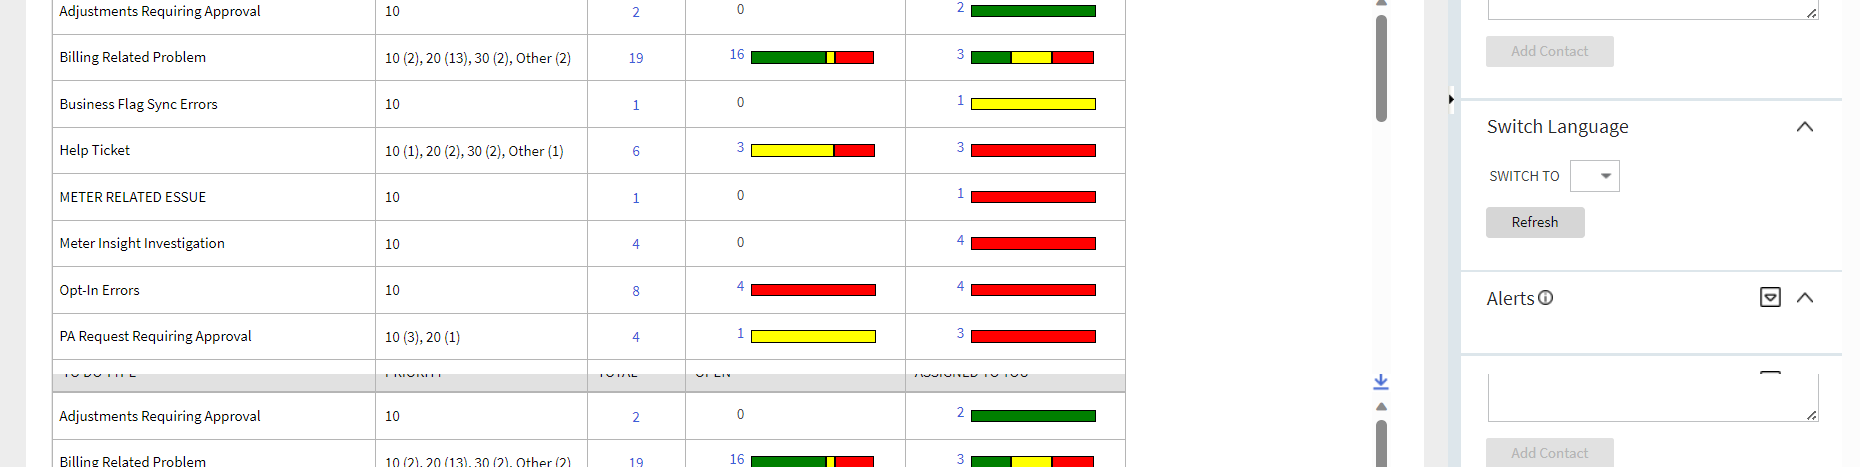 Adjustments Requiring Approval 10 2 0 2
Add Contact
Billing Related Problem 10 (2), 20 (13), 30 (2), Other (2) 19 16 3
Business Flag Sync Errors 10 1 0 1
Switch Language
Help Ticket 10 (1), 20 (2), 30 (2), Other (1) 6 3 3
SWITCH TO
METER RELATED ESSUE 10 1 0 1
Refresh
Meter Insight Investigation 10 4 0 4
Opt-In Errors 10 8 4 4
Alerts
PA Request Requiring Approval 10 (3), 20 (1) 4 1 3
TO DO TYPE PRIORITY TOTAL OPEN ASSIGNED TO YOU
Adjustments Requiring Approval 10 2 0 2
Add Contact
Billing Related Problem 10 (2), 20 (13), 30 (2), Other (2) 19 16 3